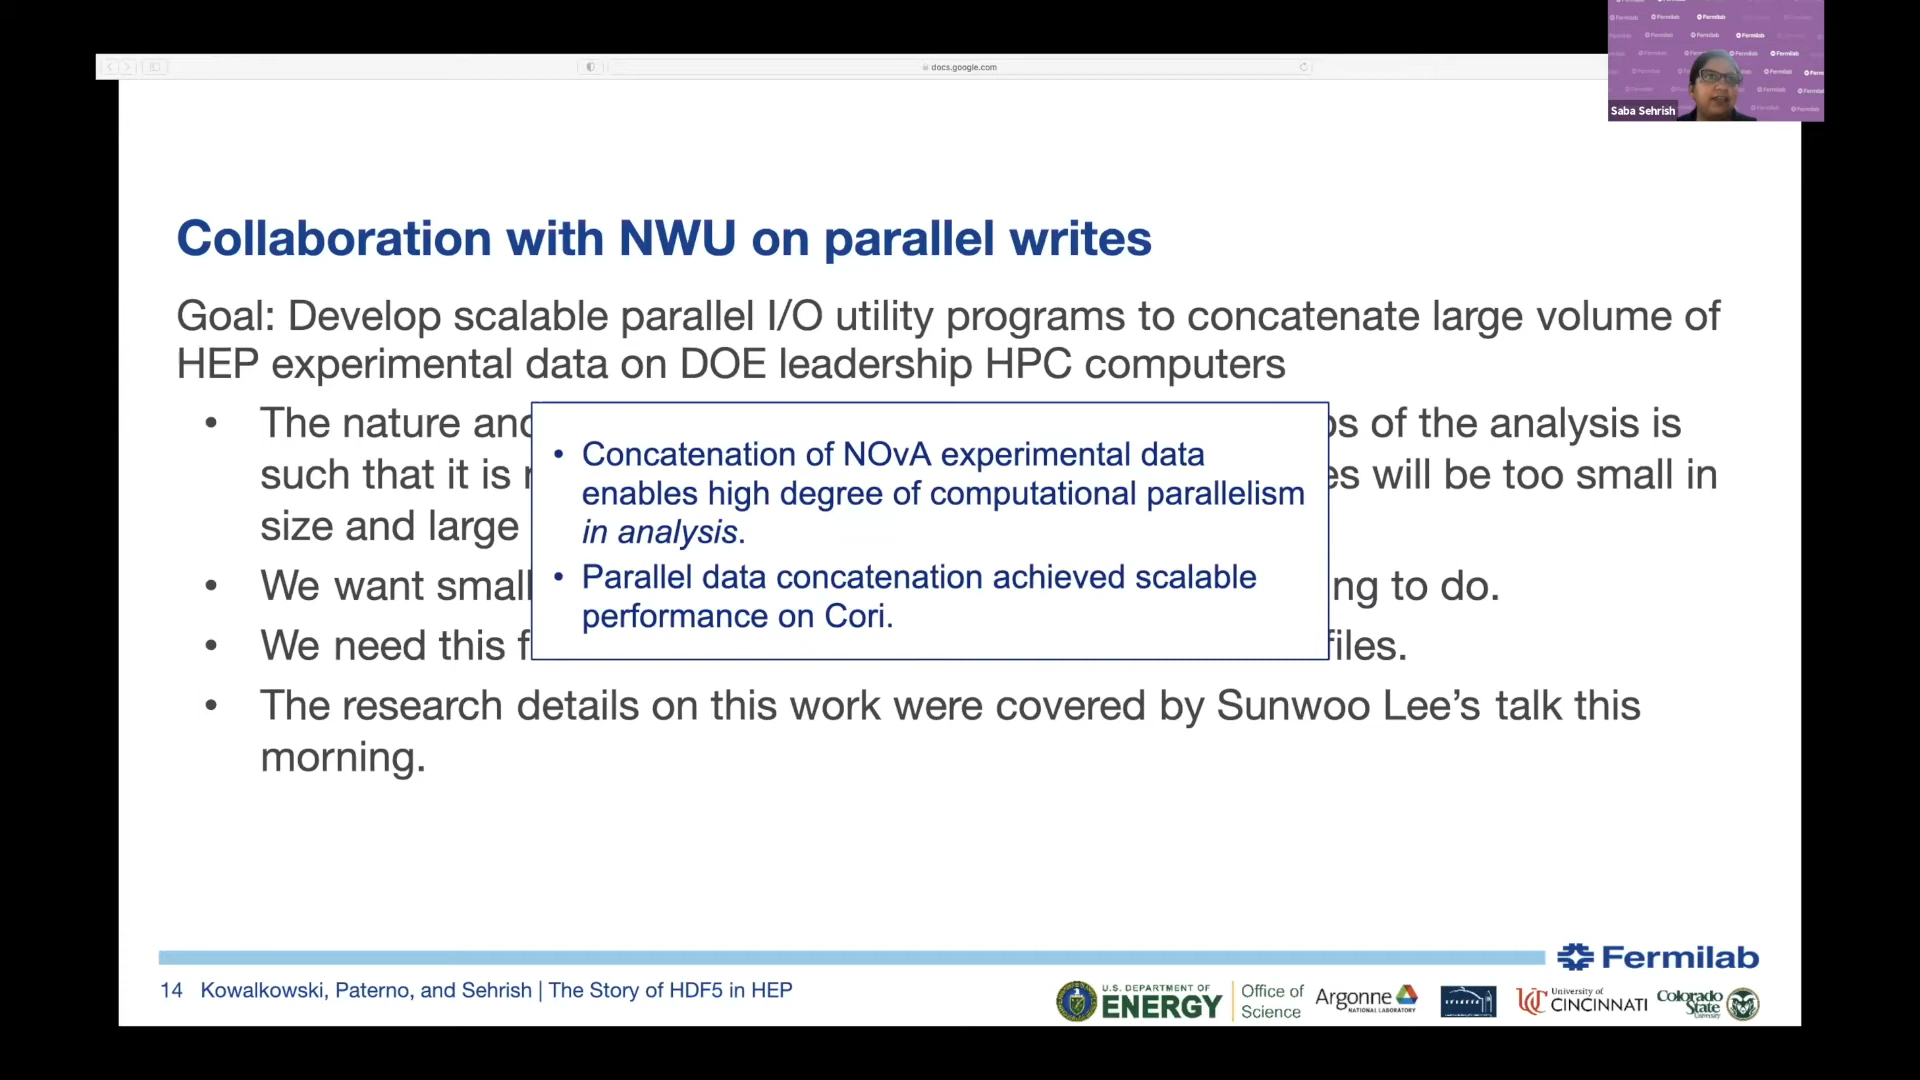 docs.google.com
Saba Sehrish
Collaboration with NWU on parallel writes
Goal: Develop scalable parallel I/O utility programs to concatenate large volume of
HEP experimental data on DOE leadership HPC computers
• The nature and
of the analysis is
such that it is
will be too small in
size and large
• We want small
to do.
• We need this
files.
• The research details on this work were covered by Sunwoo Lee's talk this
morning.
• Concatenation of NOvA experimental data
enables high degree of computational parallelism
in analysis.
• Parallel data concatenation achieved scalable
performance on Cori.
Fermilab
14 Kowalkowski, Paterno, and Sehrish | The Story of HDF5 in HEP
U.S. DEPARTMENT OF
ENERGY
Office of
Science
Argonne
NATIONAL LABORATORY
University of
CINCINNATI
Colorado
State
University